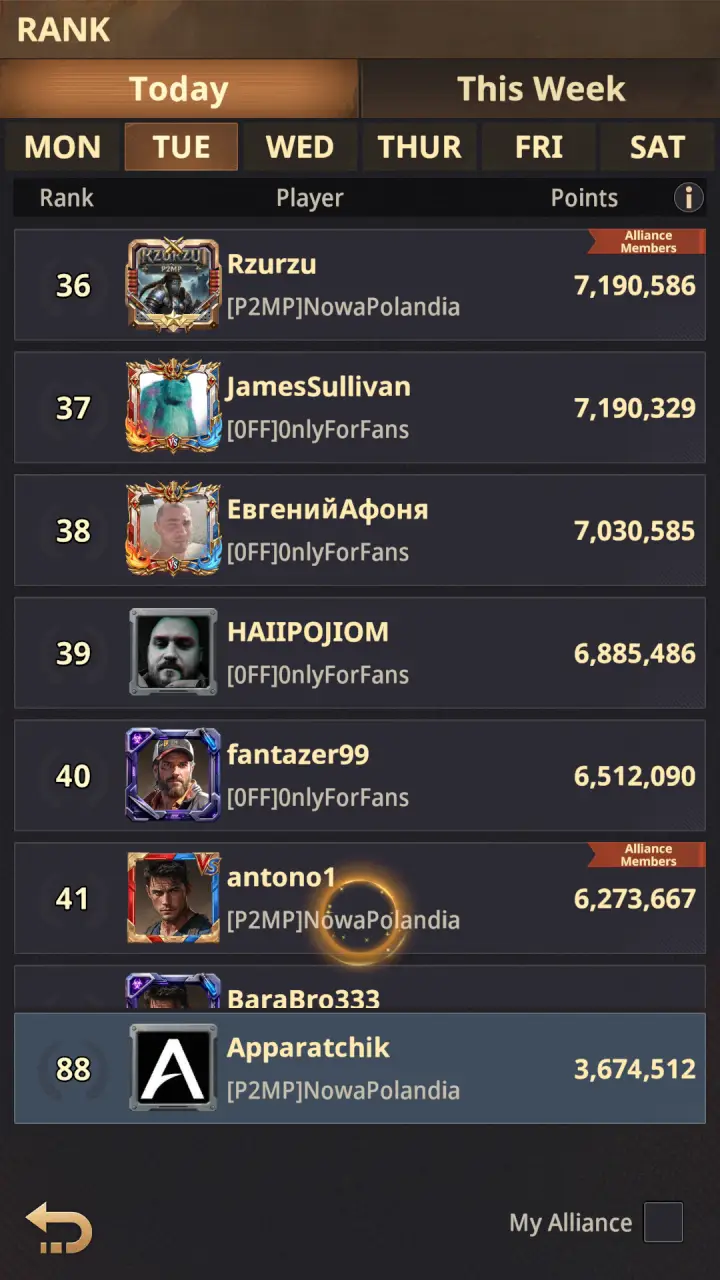 RANK
Today This Week
MON TUE WED THUR FRI SAT
Rank Player Points
Alliance
Members
36 Rzurzu 7,190,586
[P2MP]NowaPolandia
37 JamesSullivan 7,190,329
[0FF]0nlyForFans
38 ЕвгенийАфоня 7,030,585
[0FF]0nlyForFans
39 HAIIPOJIOM 6,885,486
[0FF]0nlyForFans
40 fantazer99 6,512,090
[0FF]0nlyForFans
Alliance
Members
41 antono1 6,273,667
[P2MP]NowaPolandia
BaraBro333
88 Apparatchik 3,674,512
[P2MP]NowaPolandia
My Alliance